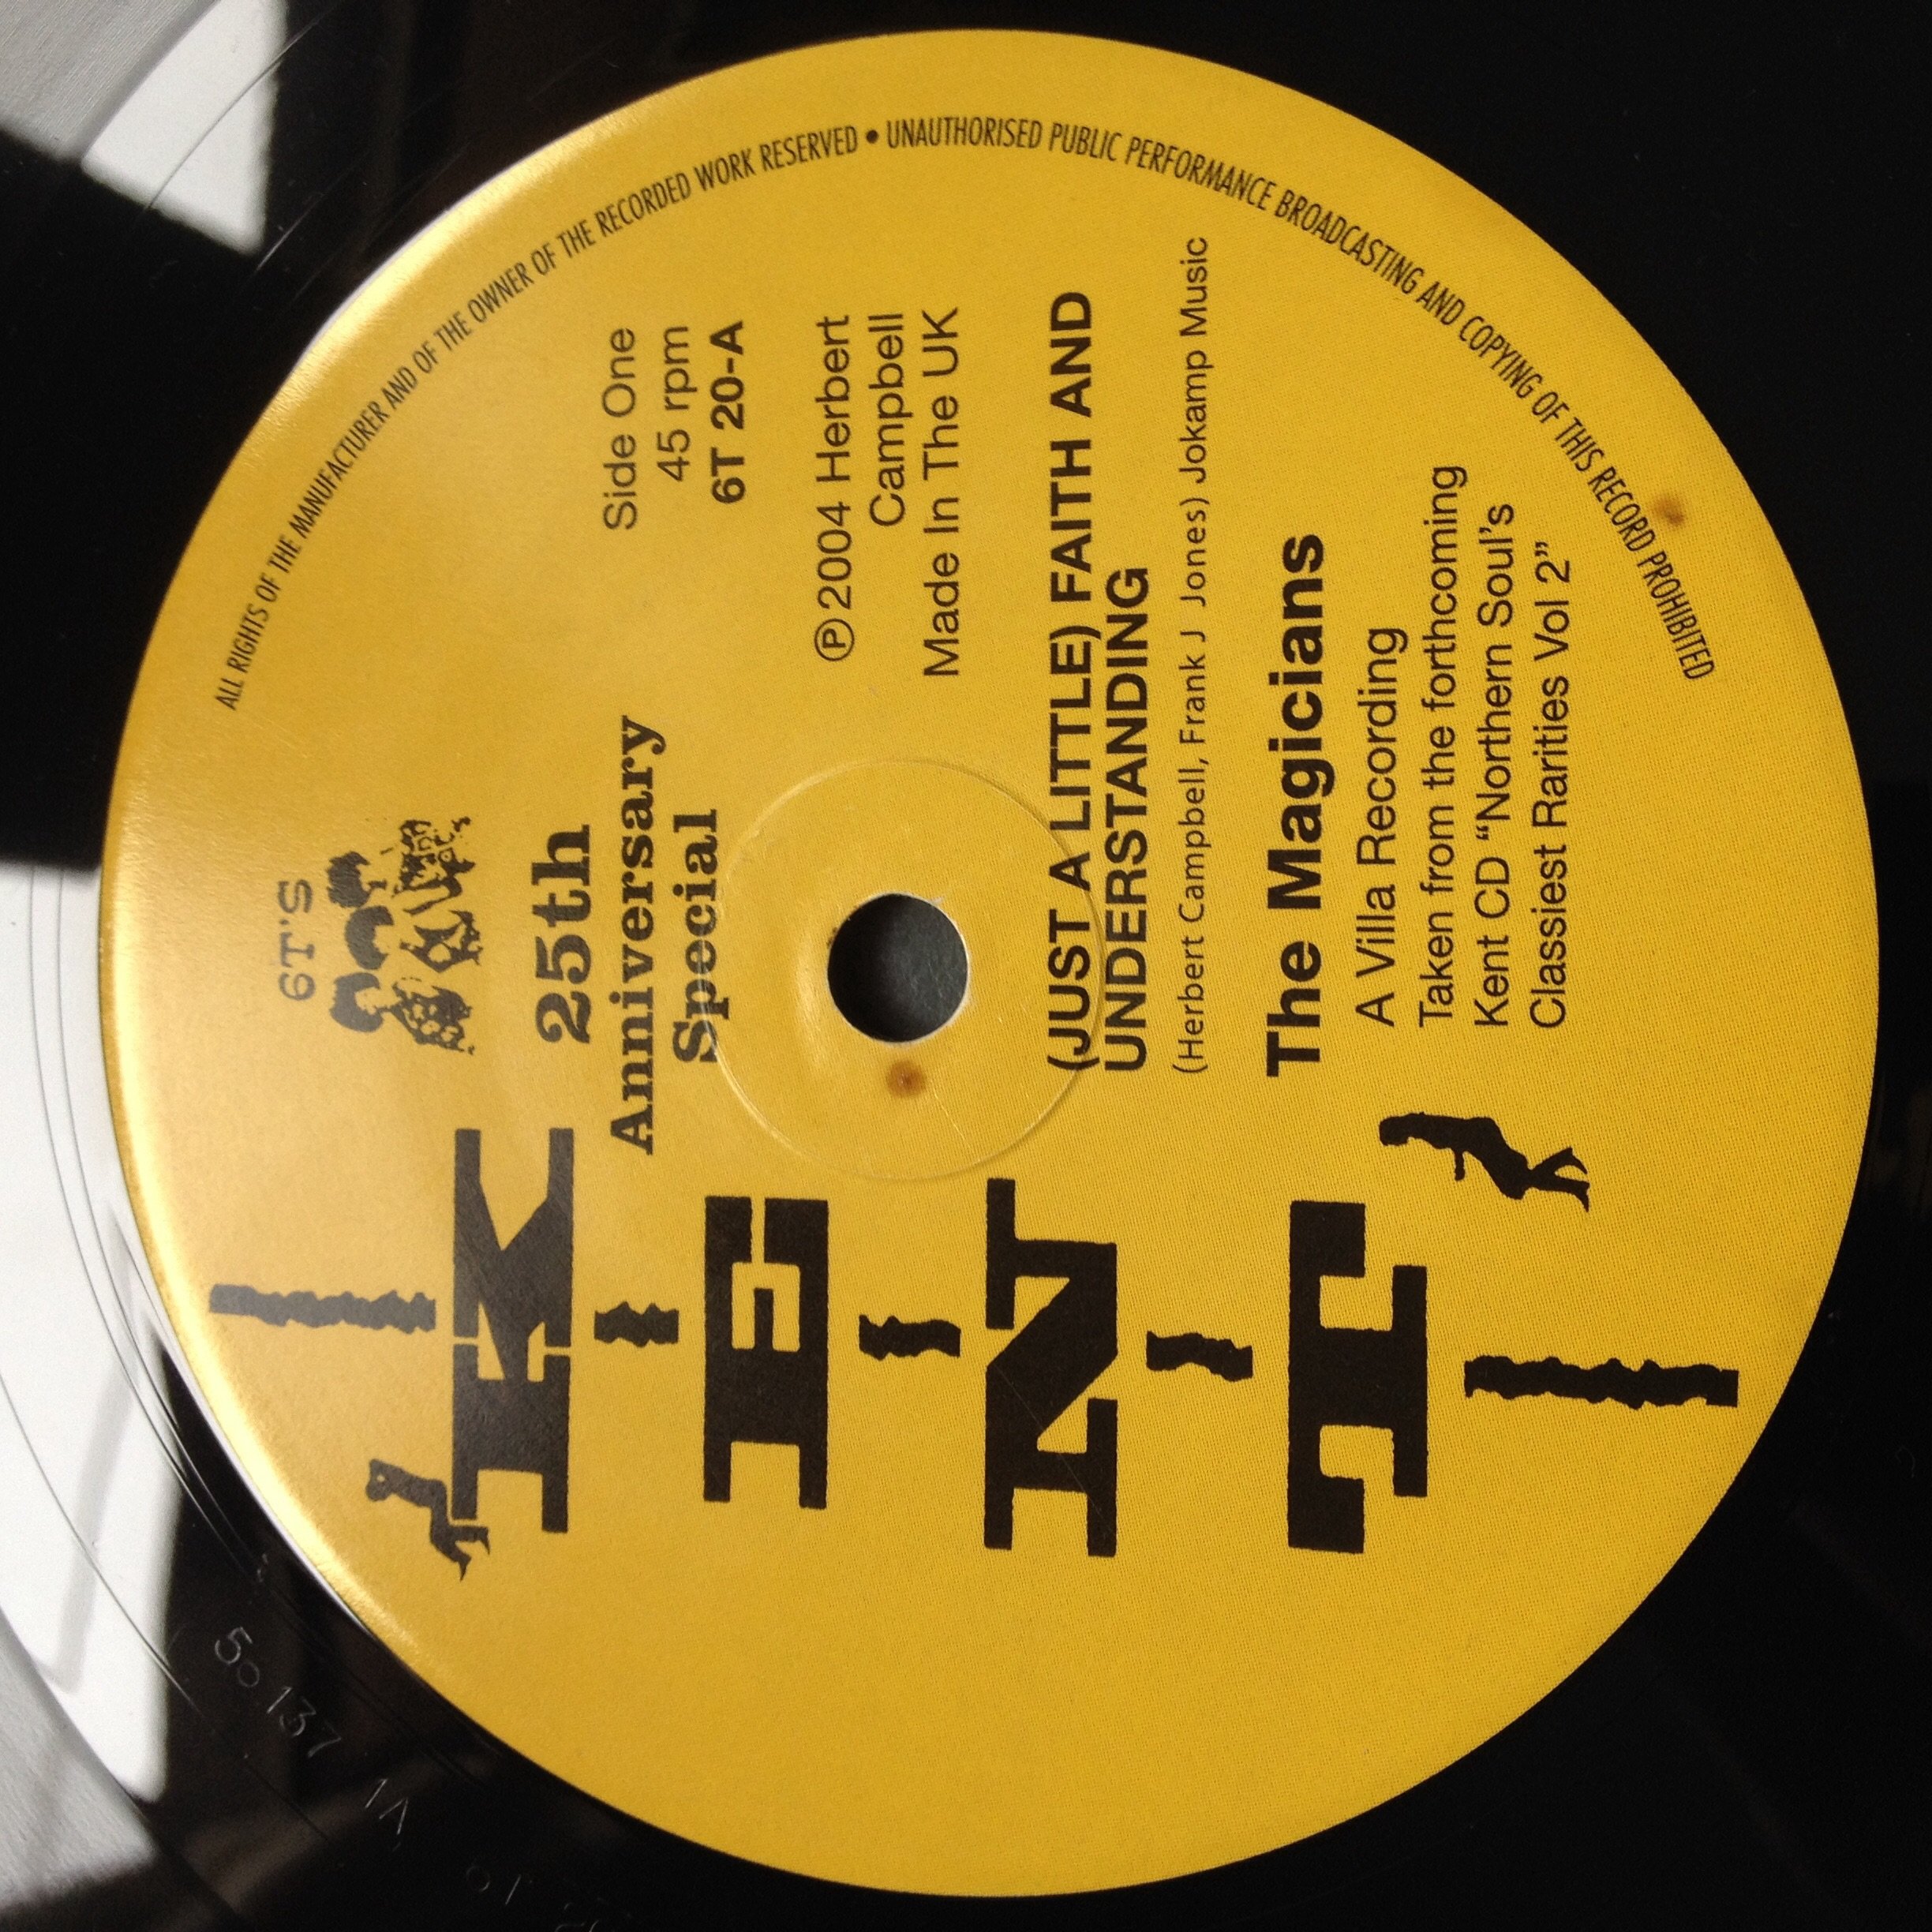 ALL RIGHTS OF THE MANUFACTURER AND OF THE OWNER OF THE RECORDED WORK RESERVED • UNAUTHORISED PUBLIC PERFORMANCE BROADCASTING AND COPYING OF THIS RECORD PROHIBITED
6T'S
KENT
25th
Anniversary
Special
Side One
45 rpm
6T 20-A
℗2004 Herbert
Campbell
Made In The UK
(JUST A LITTLE) FAITH AND
UNDERSTANDING
(Herbert Campbell, Frank J Jones) Jokamp Music
The Magicians
A Villa Recording
Taken from the forthcoming
Kent CD “Northern Soul’s
Classiest Rarities Vol 2”
50137 1A